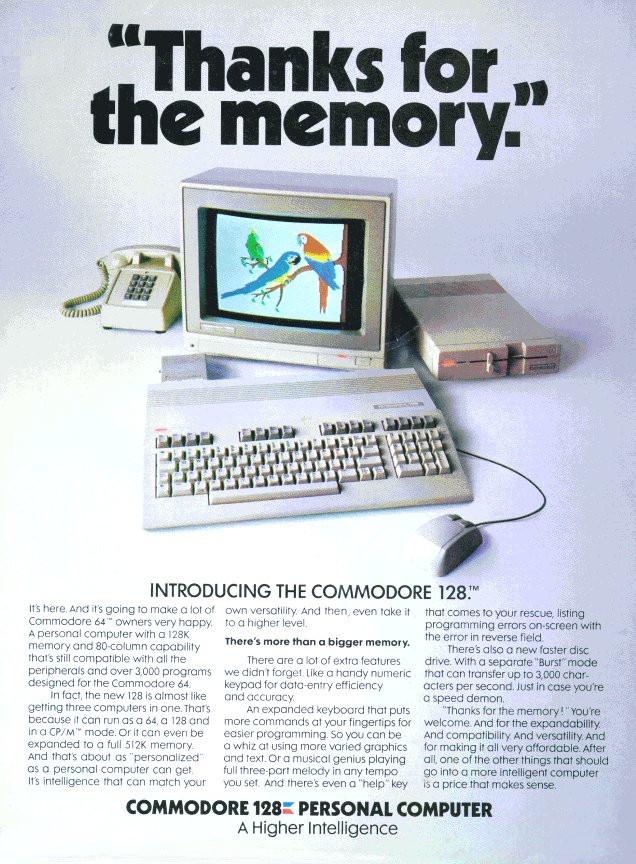 “Thanks for
the memory.”
INTRODUCING THE COMMODORE 128.™
It's here. And it's going to make a lot of
Commodore 64™ owners very happy.
A personal computer with a 128K
memory and 80-column capability
that's still compatible with all the
peripherals and over 3,000 programs
designed for the Commodore 64.
In fact, the new 128 is almost like
getting three computers in one. That's
because it can run as a 64, a 128 and
in a CP/M™ mode. Or it can even be
expanded to a full 512K memory.
And that's about as “personalized”
as a personal computer can get.
It's intelligence that can match your
own versatility. And then, even take it
to a higher level.
There's more than a bigger memory.
There are a lot of extra features
we didn't forget. Like a handy numeric
keypad for data-entry efficiency
and accuracy.
An expanded keyboard that puts
more commands at your fingertips for
easier programming. So you can be
a whiz at using more varied graphics
and text. Or a musical genius playing
full three-part melody in any tempo
you set. And there's even a “help” key
that comes to your rescue, listing
programming errors on-screen with
the error in reverse field.
There's also a new faster disc
drive. With a separate “Burst” mode
that can transfer up to 3,000 char-
acters per second. Just in case you're
a speed demon.
“Thanks for the memory!” You're
welcome. And for the expandability.
And compatibility. And versatility. And
for making it all very affordable. After
all, one of the other things that should
go into a more intelligent computer
is a price that makes sense.
COMMODORE 128 PERSONAL COMPUTER
A Higher Intelligence